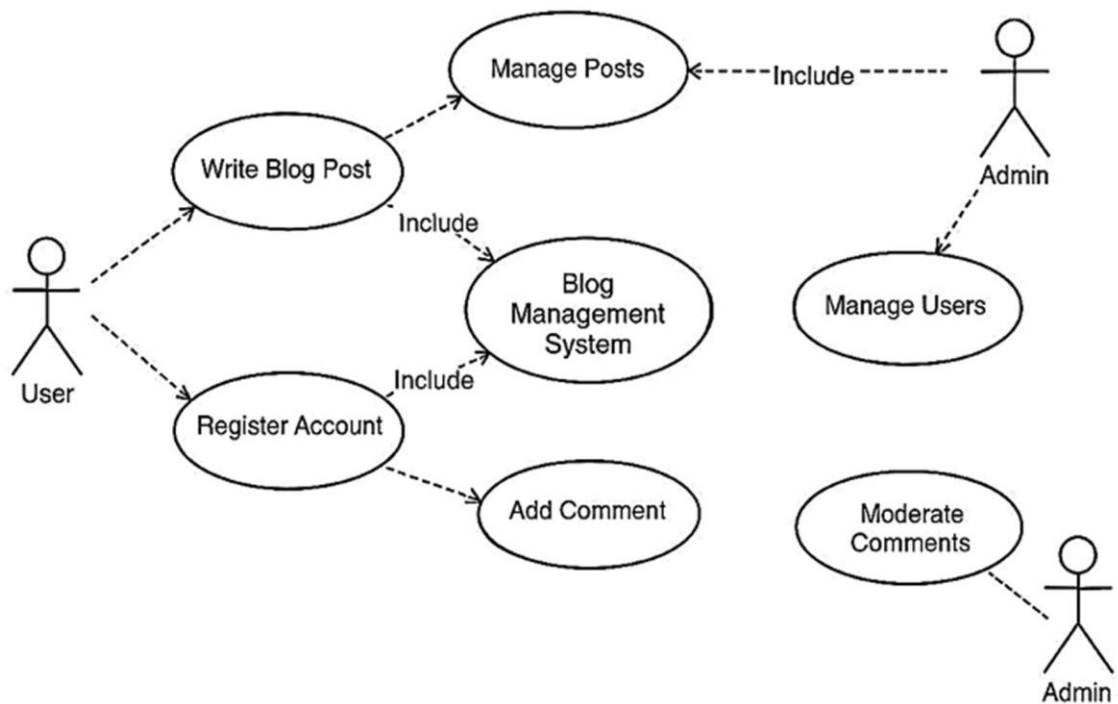 Manage Posts
Include
Admin
Write Blog Post
Include
User
Blog
Management
System
Manage Users
Include
Register Account
Add Comment
Moderate
Comments
Admin